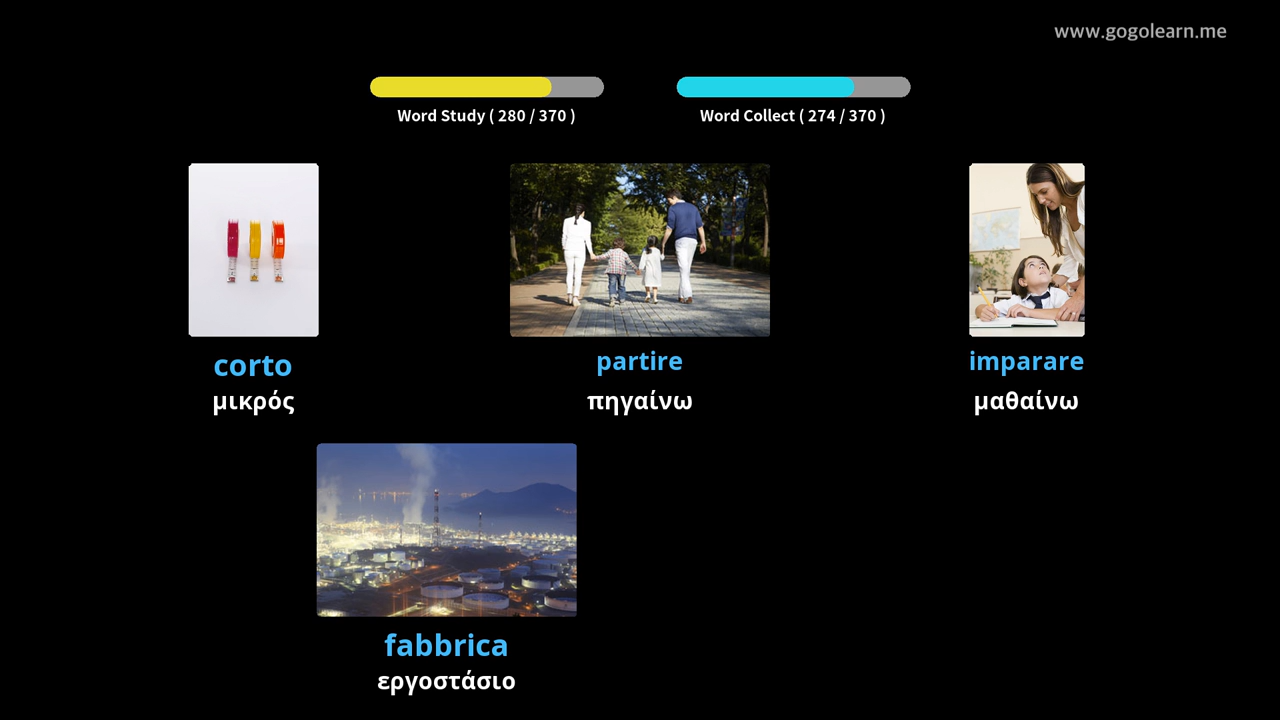 www.gogolearn.me
Word Study ( 280 / 370 )
Word Collect ( 274 / 370 )
corto
μικρός
partire
πηγαίνω
imparare
μαθαίνω
fabbrica
εργοστάσιο